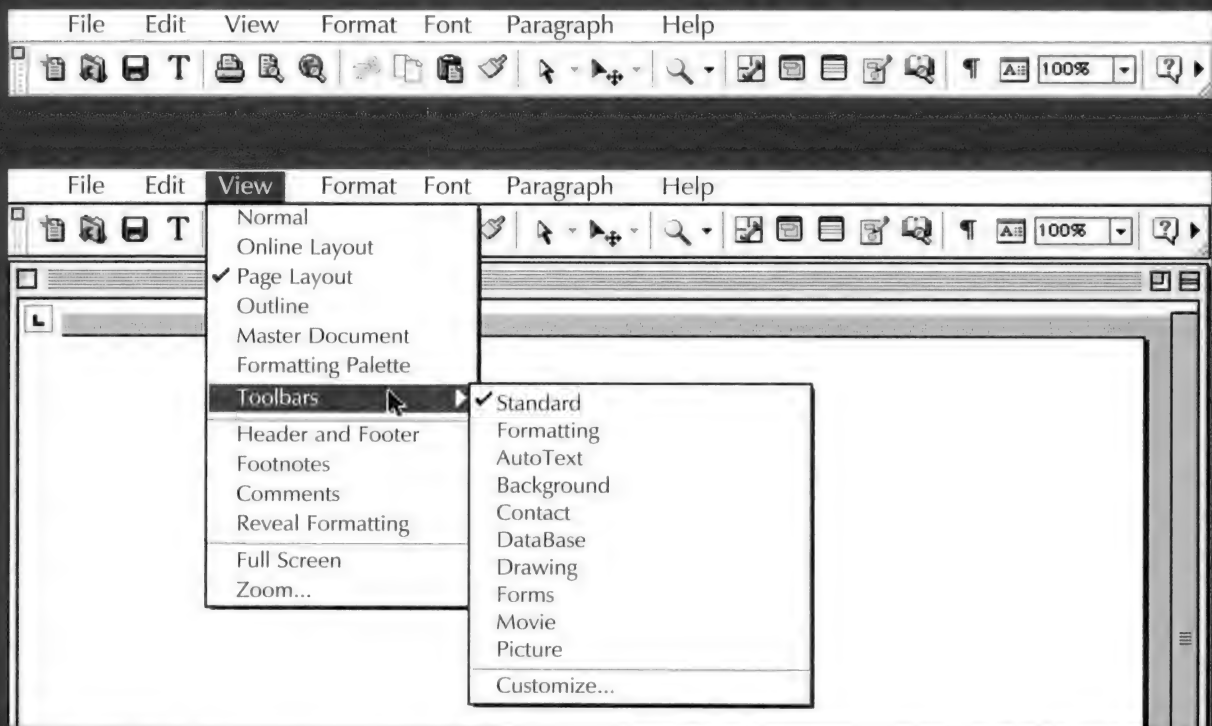 File Edit View Format Font Paragraph Help
T ¶ A 100% ?
File Edit View Format Font Paragraph Help
T ¶ A 100% ?
Normal
Online Layout
Page Layout
Outline
Master Document
Formatting Palette
Toolbars
Header and Footer
Footnotes
Comments
Reveal Formatting
Full Screen
Zoom...
Standard
Formatting
AutoText
Background
Contact
DataBase
Drawing
Forms
Movie
Picture
Customize...